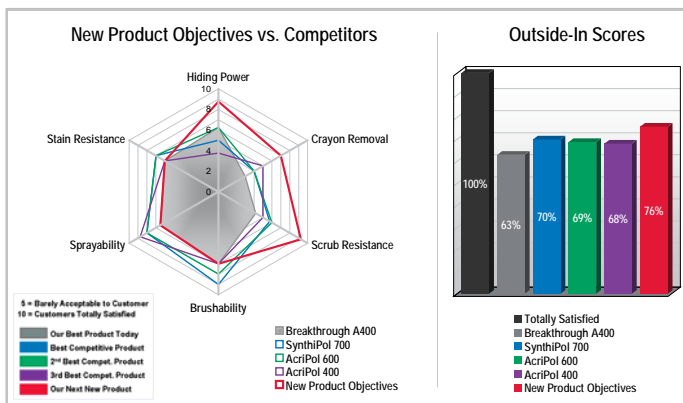 New Product Objectives vs. Competitors
Hiding Power
10
8
6
4
2
0
Stain Resistance
Crayon Removal
Sprayability
Scrub Resistance
Brushability
5 = Barely Acceptable to Customer
10 = Customers Totally Satisfied
Our Best Product Today
Best Competitive Product
2nd Best Compet. Product
3rd Best Compet. Product
Our Next New Product
Breakthrough A400
SynthiPol 700
AcriPol 600
AcriPol 400
New Product Objectives
Outside-In Scores
100%
63%
70%
69%
68%
76%
Totally Satisfied
Breakthrough A400
SynthiPol 700
AcriPol 600
AcriPol 400
New Product Objectives